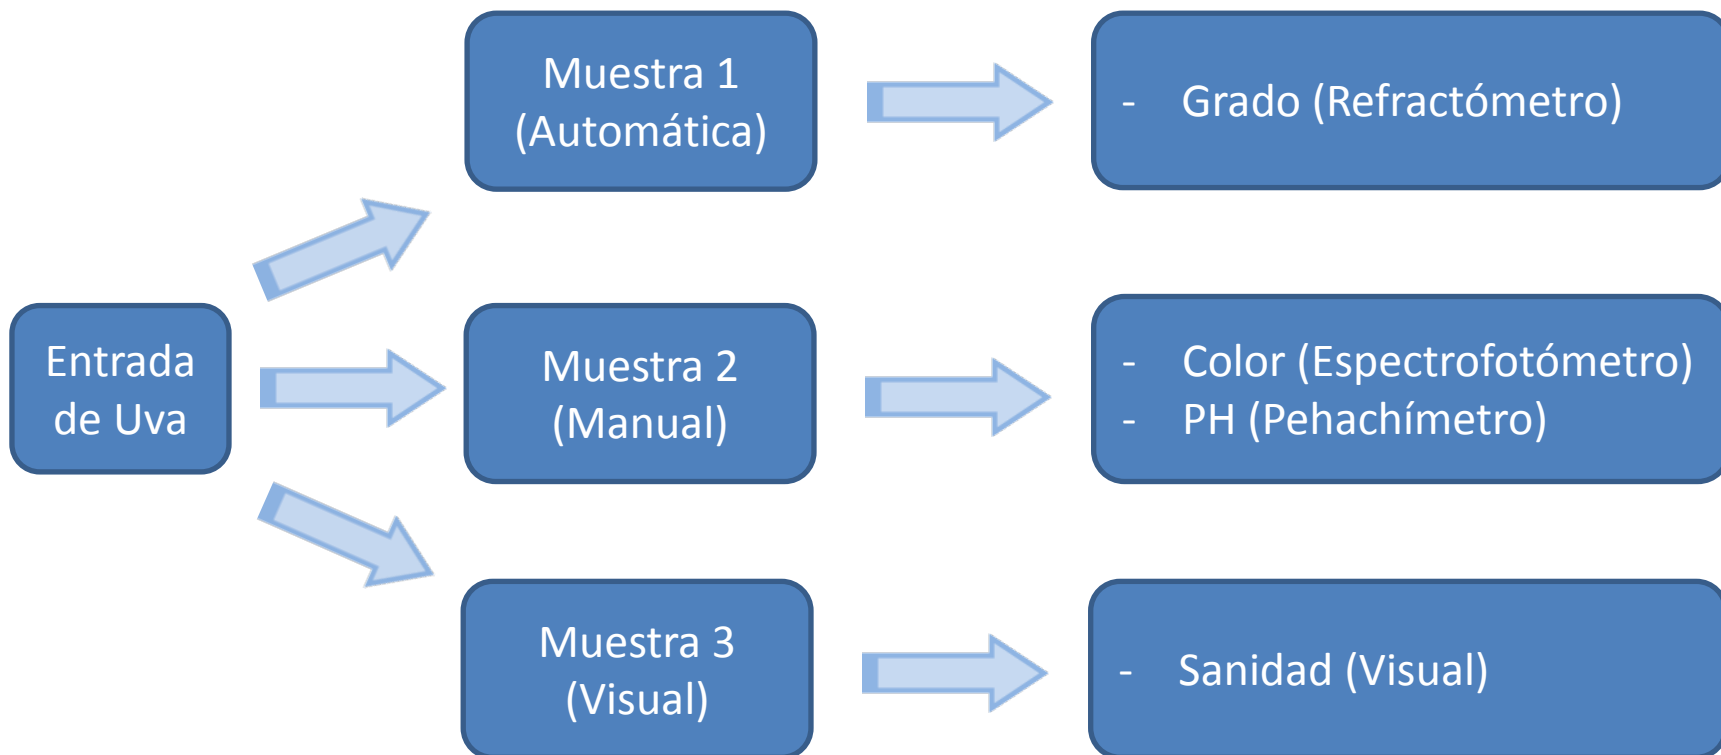 Entrada
de Uva
Muestra 1
(Automática)
- Grado (Refractómetro)
Muestra 2
(Manual)
- Color (Espectrofotómetro)
- PH (Pehachímetro)
Muestra 3
(Visual)
- Sanidad (Visual)